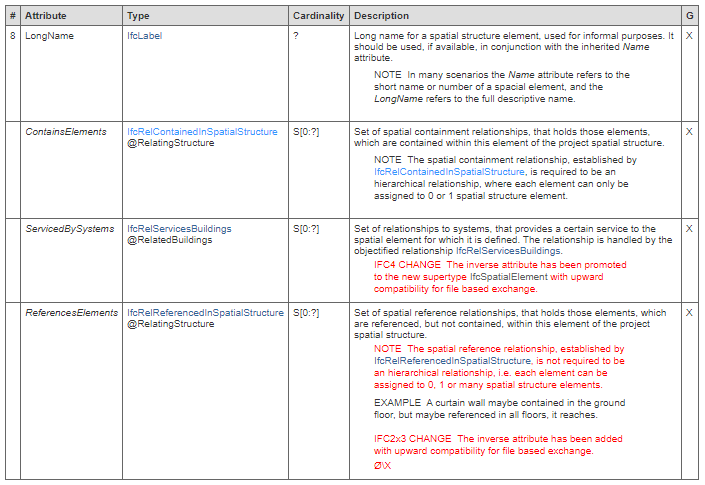 # Attribute Type Cardinality Description G
8 LongName IfcLabel ? Long name for a spatial structure element, used for informal purposes. It X
should be used, if available, in conjunction with the inherited Name
attribute.
NOTE In many scenarios the Name attribute refers to the
short name or number of a spacial element, and the
LongName refers to the full descriptive name.
ContainsElements IfcRelContainedInSpatialStructure S[0:?] Set of spatial containment relationships, that holds those elements, X
@RelatingStructure which are contained within this element of the project spatial structure.
NOTE The spatial containment relationship, established by
IfcRelContainedInSpatialStructure, is required to be an
hierarchical relationship, where each element can only be
assigned to 0 or 1 spatial structure element.
ServicedBySystems IfcRelServicesBuildings S[0:?] Set of relationships to systems, that provides a certain service to the X
@RelatedBuildings spatial element for which it is defined. The relationship is handled by the
objectified relationship IfcRelServicesBuildings.
IFC4 CHANGE The inverse attribute has been promoted
to the new supertype IfcSpatialElement with upward
compatibility for file based exchange.
ReferencesElements IfcRelReferencedInSpatialStructure S[0:?] Set of spatial reference relationships, that holds those elements, which X
@RelatingStructure are referenced, but not contained, within this element of the project
spatial structure.
NOTE The spatial reference relationship, established by
IfcRelReferencedInSpatialStructure, is not required to be
an hierarchical relationship, i.e. each element can be
assigned to 0, 1 or many spatial structure elements.
EXAMPLE A curtain wall maybe contained in the ground
floor, but maybe referenced in all floors, it reaches.
IFC2x3 CHANGE The inverse attribute has been added
with upward compatibility for file based exchange.
Ø\X